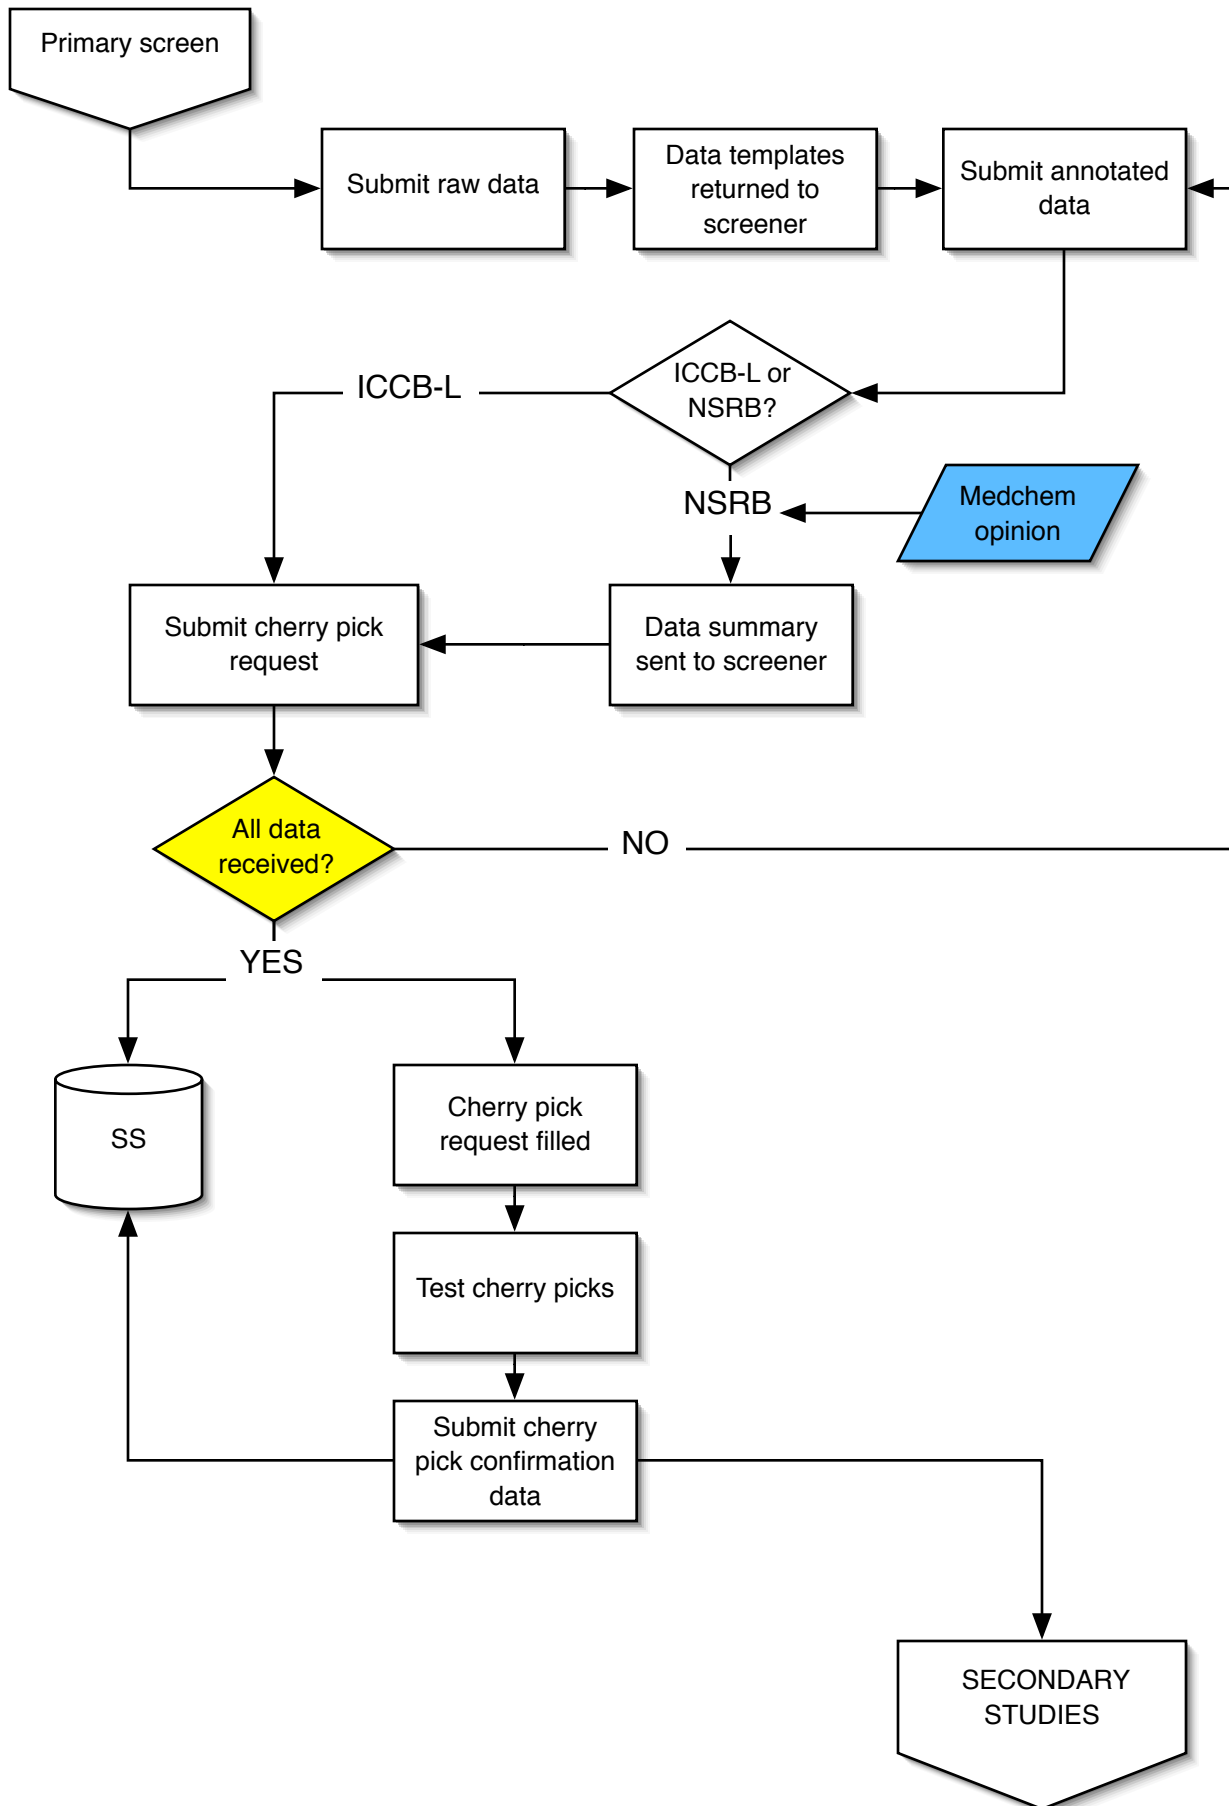 Primary screen
Submit raw data
Data templates
returned to
screener
Submit annotated
data
ICCB-L or
NSRB?
ICCB-L
NSRB
Medchem
opinion
Submit cherry pick
request
Data summary
sent to screener
All data
received?
NO
YES
SS
Cherry pick
request filled
Test cherry picks
Submit cherry
pick confirmation
data
SECONDARY
STUDIES